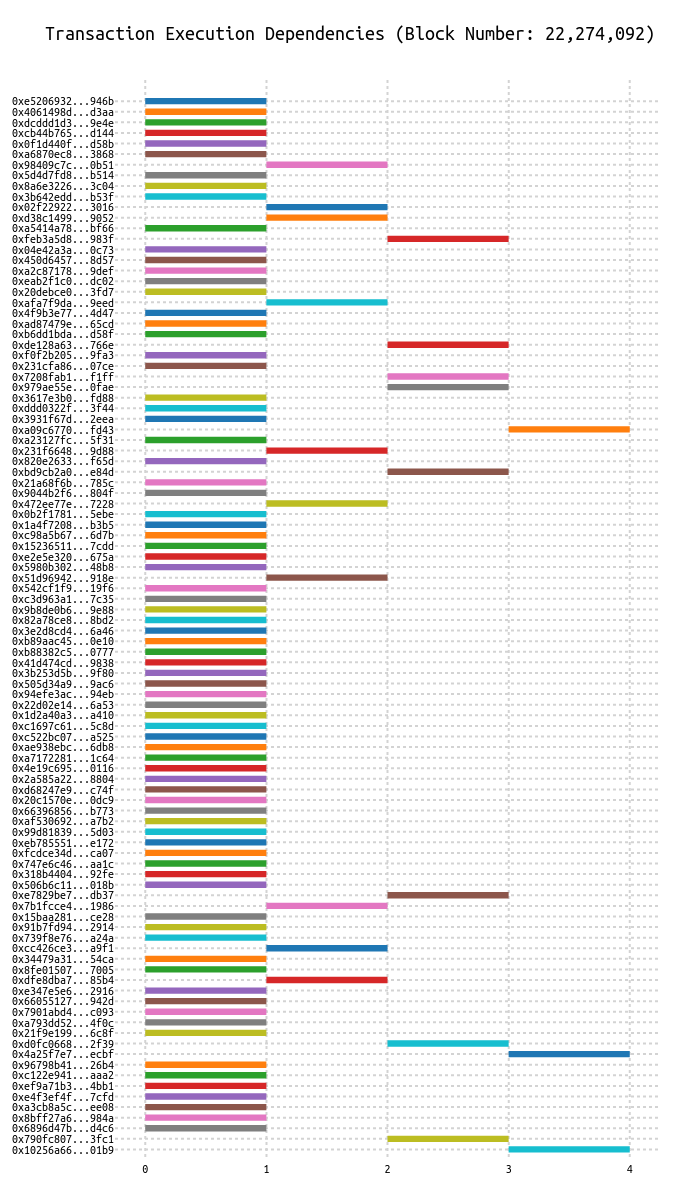 Transaction Execution Dependencies (Block Number: 22,274,092)
0xe5206932...946b
0x4061498d...d3aa
0xdcddd1d3...9e4e
0xcb44b765...d144
0x0f1d440f...d58b
0xa6870ec8...3868
0x98409c7c...0b51
0x5d4d7fd8...b514
0x8a6e3226...3c04
0x3b642edd...b53f
0x02f22922...3016
0xd38c1499...9052
0xa5414a78...bf66
0xfeb3a5d8...983f
0x04e42a3a...0c73
0x450d6457...8d57
0xa2c87178...9def
0xeab2f1c0...dc02
0x20debce0...3fd7
0xafa7f9da...9eed
0x4f9b3e77...4d47
0xad87479e...65cd
0xb6dd1bda...d58f
0xde128a63...766e
0xf0f2b205...9fa3
0x231cfa86...07ce
0x7208fab1...f1ff
0x979ae55e...0fae
0x3617e3b0...fd88
0xddd0322f...3f44
0x3931f67d...2eea
0xa09c6770...fd43
0xa23127fc...5f31
0x231f6648...9d88
0x820e2633...f65d
0xbd9cb2a0...e84d
0x21a68f6b...785c
0x9044b2f6...804f
0x472ee77e...7228
0x0b2f1781...5ebe
0x1a4f7208...b3b5
0xc98a5b67...6d7b
0x15236511...7cdd
0xe2e5e320...675a
0x5980b302...48b8
0x51d96942...918e
0x542cf1f9...19f6
0xc3d963a1...7c35
0x9b8de0b6...9e88
0x82a78ce8...8bd2
0x3e2d8cd4...6a46
0xb89aac45...0e10
0xb88382c5...0777
0x41d474cd...9838
0x3b253d5b...9f80
0x505d34a9...9ac6
0x94efe3ac...94eb
0x22d02e14...6a53
0x1d2a40a3...a410
0xc1697c61...5c8d
0xc522bc07...a525
0xae938ebc...6db8
0xa7172281...1c64
0x4e19c695...0116
0x2a585a22...8804
0xd68247e9...c74f
0x20c1570e...0dc9
0x66396856...b773
0xaf530692...a7b2
0x99d81839...5d03
0xeb785551...e172
0xfcdce34d...ca07
0x747e6c46...aa1c
0x318b4404...92fe
0x506b6c11...018b
0xe7829be7...db37
0x7b1fcce4...1986
0x15baa281...ce28
0x91b7fd94...2914
0x739f8e76...a24a
0xcc426ce3...a9f1
0x34479a31...54ca
0x8fe01507...7005
0xdfe8dba7...85b4
0xe347e5e6...2916
0x66055127...942d
0x7901abd4...c093
0xa793dd52...4f0c
0x21f9e199...6c8f
0xd0fc0668...2f39
0x4a25f7e7...ecbf
0x96798b41...26b4
0xc122e941...aaa2
0xef9a71b3...4bb1
0xe4f3ef4f...7cfd
0xa3cb8a5c...ee08
0x8bff27a6...984a
0x6896d47b...d4c6
0x790fc807...3fc1
0x10256a66...01b9
0 1 2 3 4